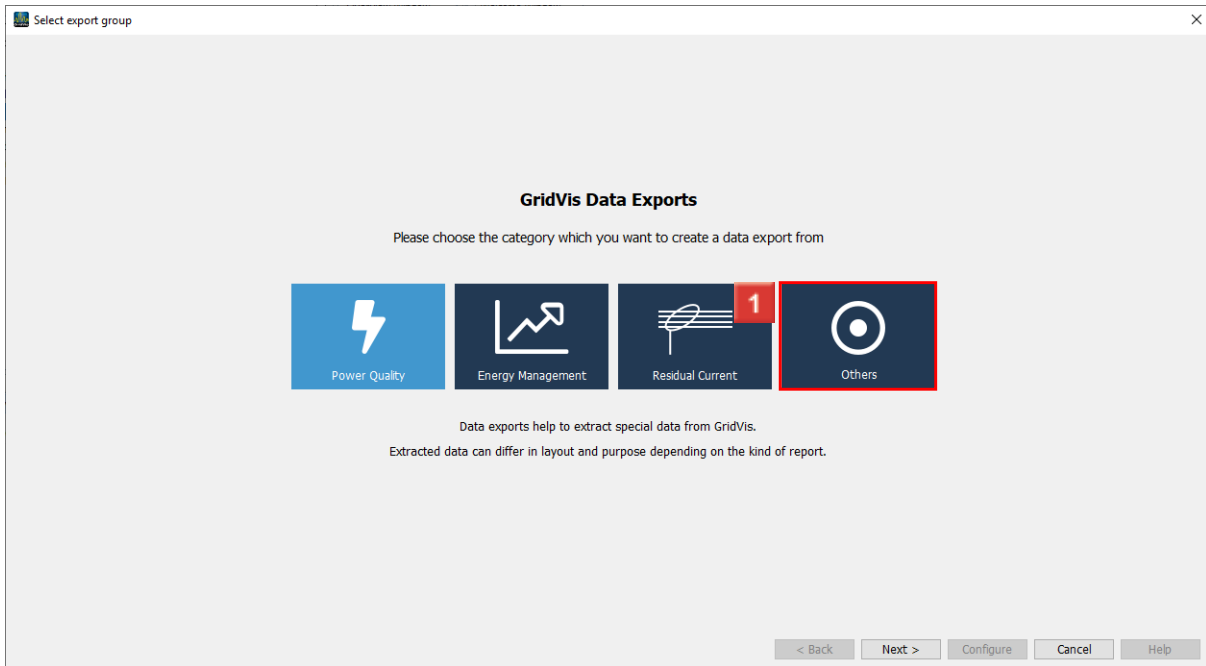 Select export group
GridVis Data Exports
Please choose the category which you want to create a data export from
1
Power Quality
Energy Management
Residual Current
Others
Data exports help to extract special data from GridVis.
Extracted data can differ in layout and purpose depending on the kind of report.
< Back
Next >
Configure
Cancel
Help